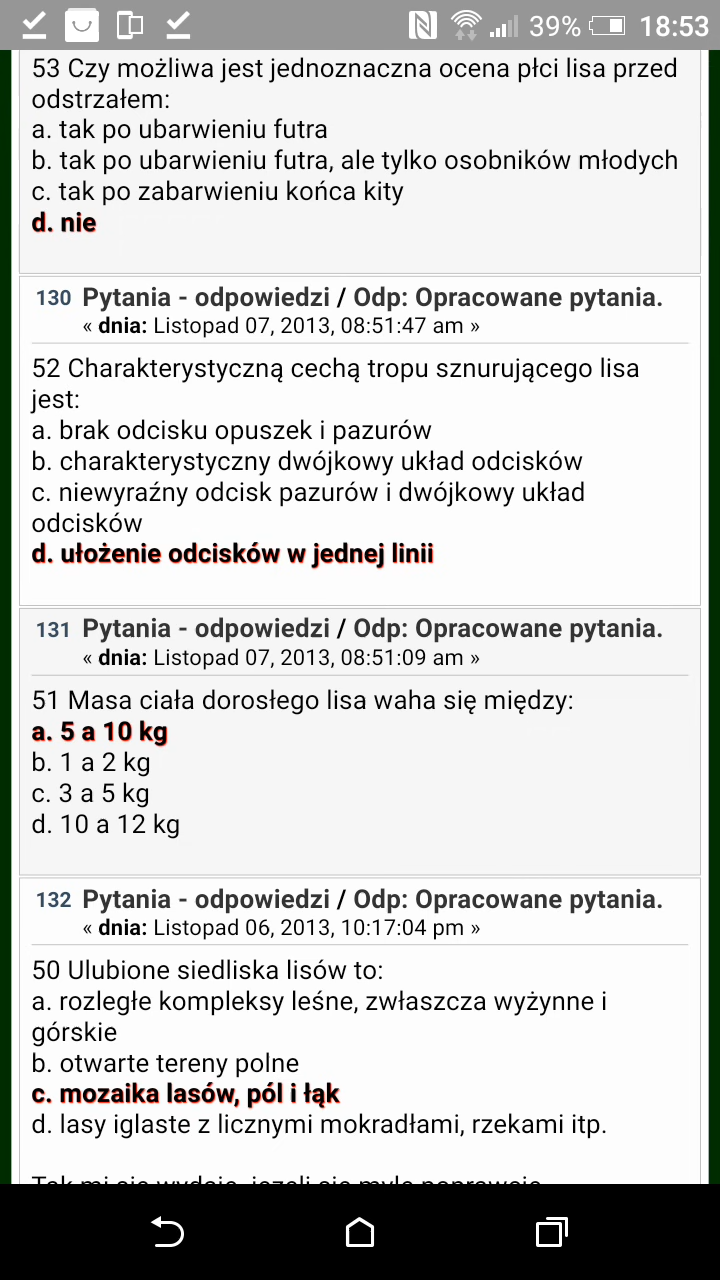 39% 18:53
53 Czy możliwa jest jednoznaczna ocena płci lisa przed
odstrzałem:
a. tak po ubarwieniu futra
b. tak po ubarwieniu futra, ale tylko osobników młodych
c. tak po zabarwieniu końca kity
d. nie
130 Pytania - odpowiedzi / Odp: Opracowane pytania.
« dnia: Listopad 07, 2013, 08:51:47 am »
52 Charakterystyczną cechą tropu sznurującego lisa
jest:
a. brak odcisku opuszek i pazurów
b. charakterystyczny dwójkowy układ odcisków
c. niewyraźny odcisk pazurów i dwójkowy układ
odcisków
d. ułożenie odcisków w jednej linii
131 Pytania - odpowiedzi / Odp: Opracowane pytania.
« dnia: Listopad 07, 2013, 08:51:09 am »
51 Masa ciała dorosłego lisa waha się między:
a. 5 a 10 kg
b. 1 a 2 kg
c. 3 a 5 kg
d. 10 a 12 kg
132 Pytania - odpowiedzi / Odp: Opracowane pytania.
« dnia: Listopad 06, 2013, 10:17:04 pm »
50 Ulubione siedliska lisów to:
a. rozległe kompleksy leśne, zwłaszcza wyżynne i
górskie
b. otwarte tereny polne
c. mozaika lasów, pól i łąk
d. lasy iglaste z licznymi mokradłami, rzekami itp.
Tak mi się wydaje, jeżeli się mylę